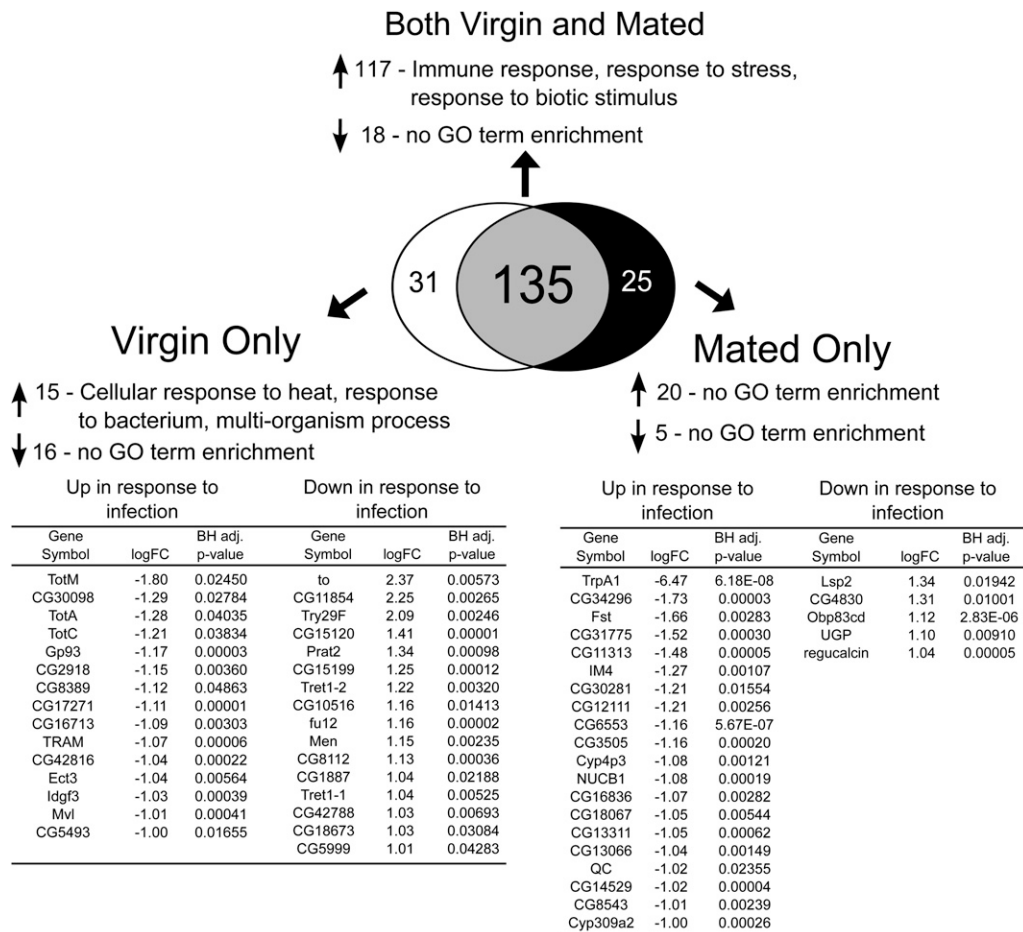 Both Virgin and Mated
117 - Immune response, response to stress,
response to biotic stimulus
18 - no GO term enrichment
31
135
25
Virgin Only
15 - Cellular response to heat, response
to bacterium, multi-organism process
16 - no GO term enrichment
Mated Only
20 - no GO term enrichment
5 - no GO term enrichment
Up in response to
infection
Down in response to
infection
Gene
Symbol logFC BH adj.
p-value
Gene
Symbol logFC BH adj.
p-value
TotM -1.80 0.02450 to 2.37 0.00573
CG30098 -1.29 0.02784 CG11854 2.25 0.00265
TotA -1.28 0.04035 Try29F 2.09 0.00246
TotC -1.21 0.03834 CG15120 1.41 0.00001
Gp93 -1.17 0.00003 Prat2 1.34 0.00098
CG2918 -1.15 0.00360 CG15199 1.25 0.00012
CG8389 -1.12 0.04863 Tret1-2 1.22 0.00320
CG17271 -1.11 0.00001 CG10516 1.16 0.01413
CG16713 -1.09 0.00303 fu12 1.16 0.00002
TRAM -1.07 0.00006 Men 1.15 0.00235
CG42816 -1.04 0.00022 CG8112 1.13 0.00036
Ect3 -1.04 0.00564 CG1887 1.04 0.02188
Idgf3 -1.03 0.00039 Tret1-1 1.04 0.00525
Mvl -1.01 0.00041 CG42788 1.03 0.00693
CG5493 -1.00 0.01655 CG18673 1.03 0.03084
CG5999 1.01 0.04283
Up in response to
infection
Down in response to
infection
Gene
Symbol logFC BH adj.
p-value
Gene
Symbol logFC BH adj.
p-value
TrpA1 -6.47 6.18E-08 Lsp2 1.34 0.01942
CG34296 -1.73 0.00003 CG4830 1.31 0.01001
Fst -1.66 0.00283 Obp83cd 1.12 2.83E-06
CG31775 -1.52 0.00030 UGP 1.10 0.00910
CG11313 -1.48 0.00005 regucalcin 1.04 0.00005
IM4 -1.27 0.00107
CG30281 -1.21 0.01554
CG12111 -1.21 0.00256
CG6553 -1.16 5.67E-07
CG3505 -1.16 0.00020
Cyp4p3 -1.08 0.00121
NUCB1 -1.08 0.00019
CG16836 -1.07 0.00282
CG18067 -1.05 0.00544
CG13311 -1.05 0.00062
CG13066 -1.04 0.00149
QC -1.02 0.02355
CG14529 -1.02 0.00004
CG8543 -1.01 0.00239
Cyp309a2 -1.00 0.00026